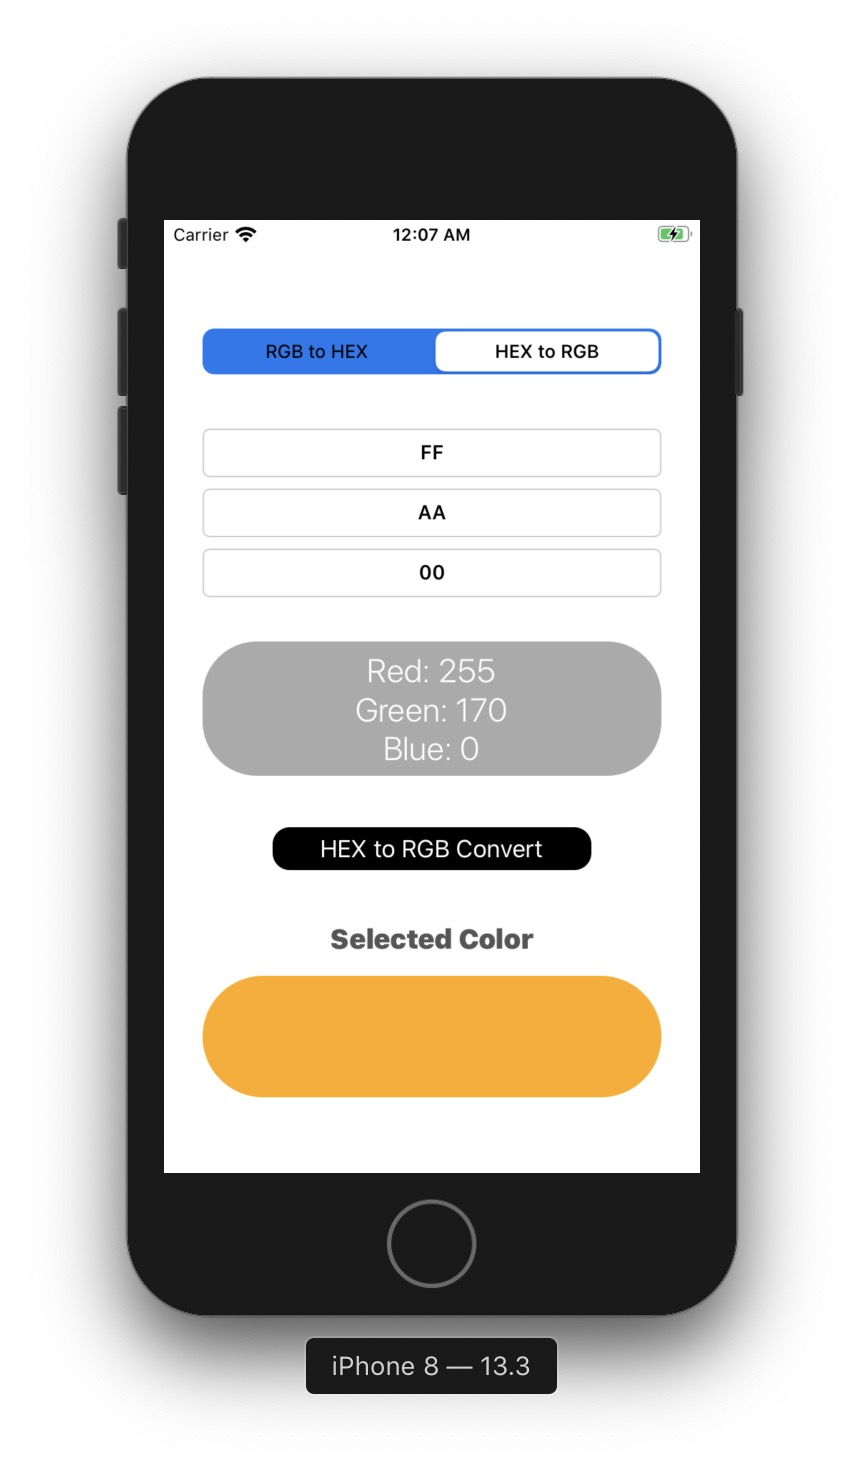 Carrier 12:07 AM
RGB to HEX HEX to RGB
FF
AA
00
Red: 255
Green: 170
Blue: 0
HEX to RGB Convert
Selected Color
iPhone 8 — 13.3